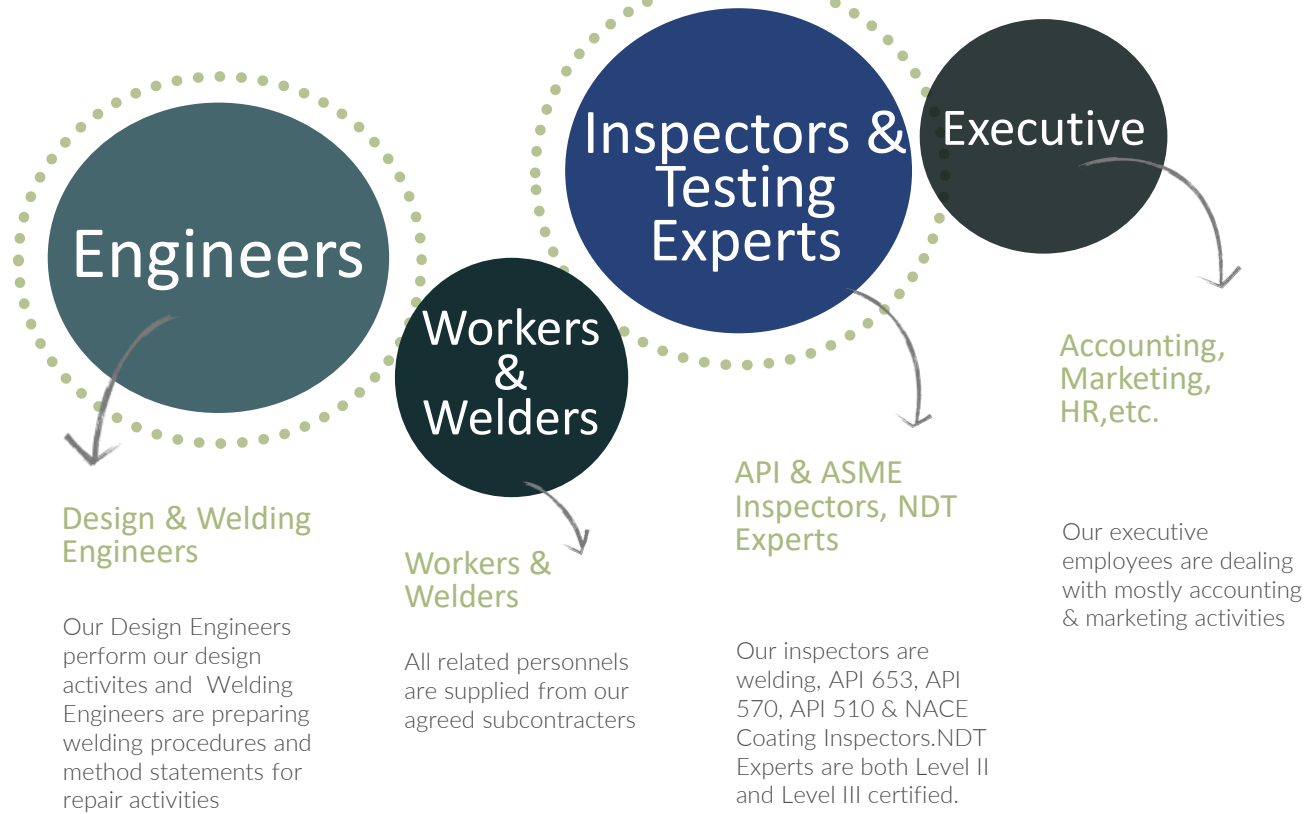 Engineers
Workers
&
Welders
Inspectors &
Testing
Experts
Executive
Design & Welding
Engineers
Our Design Engineers
perform our design
activites and  Welding
Engineers are preparing
welding procedures and
method statements for
repair activities
Workers &
Welders
All related personnels
are supplied from our
agreed subcontracters
API & ASME
Inspectors, NDT
Experts
Our inspectors are
welding, API 653, API
570, API 510 & NACE
Coating Inspectors.NDT
Experts are both Level II
and Level III certified.
Accounting,
Marketing,
HR,etc.
Our executive
employees are dealing
with mostly accounting
& marketing activities